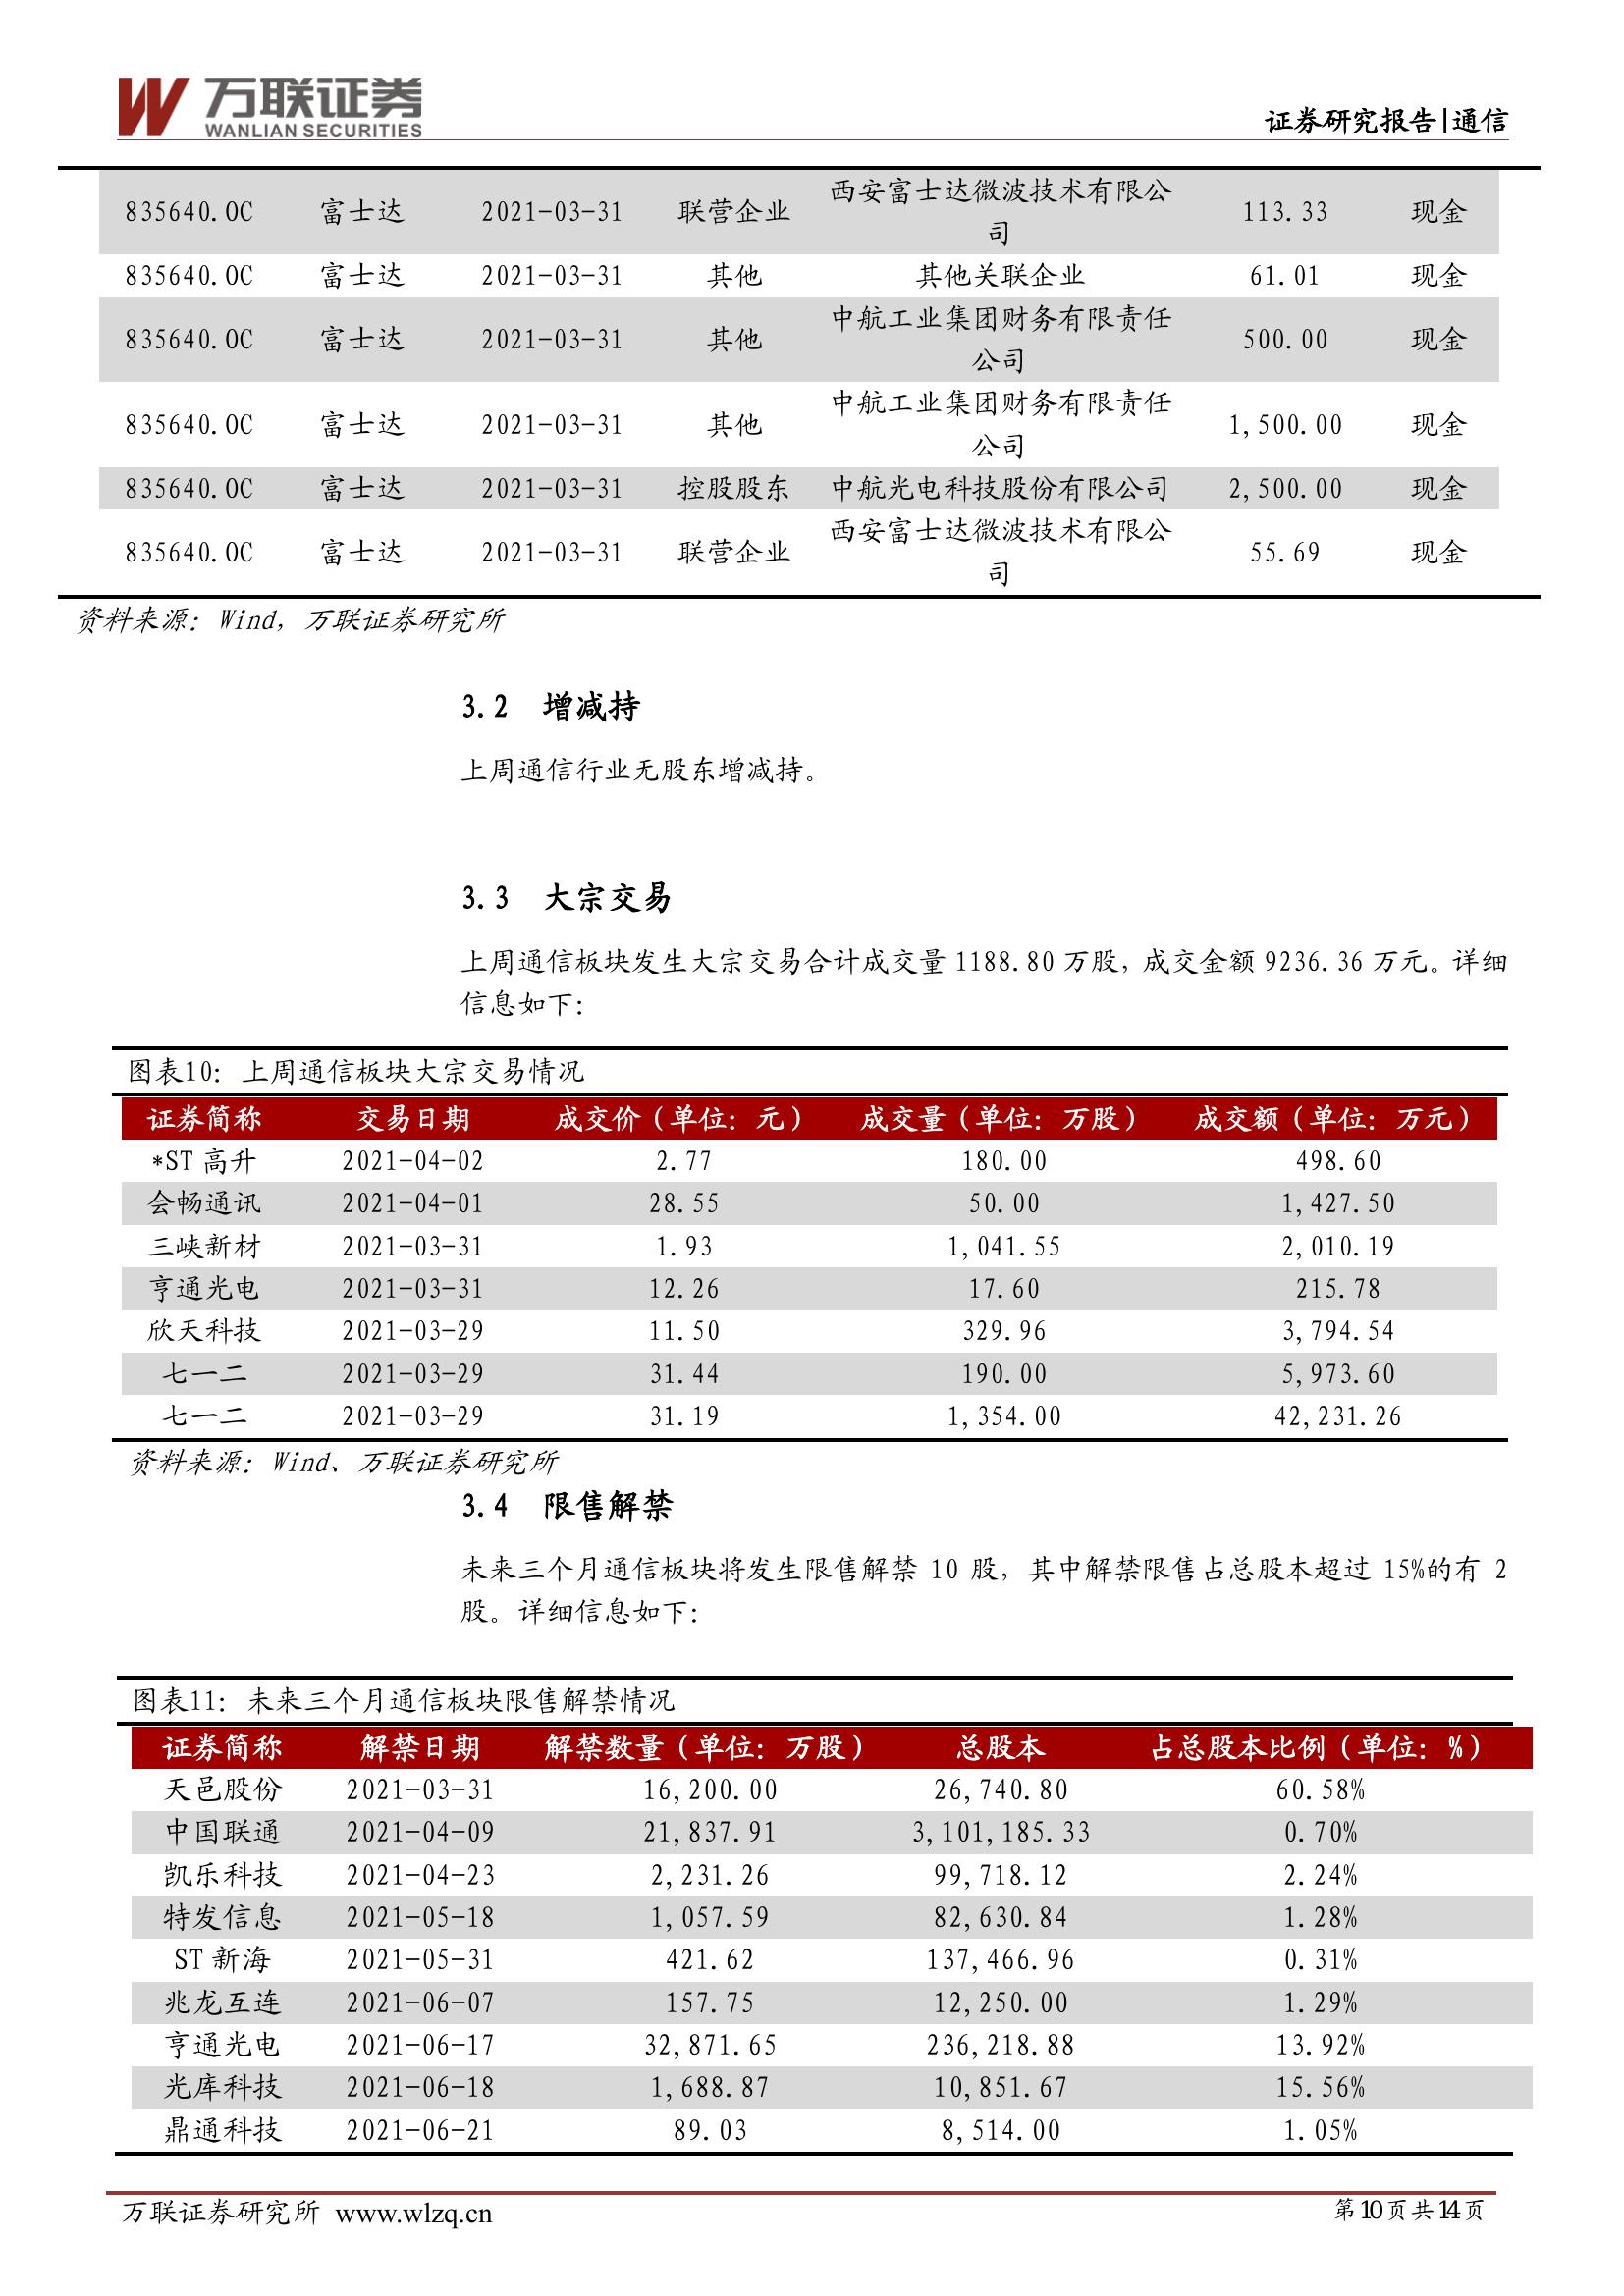 万联证券
WANLIAN SECURITIES
证券研究报告|通信
835640.OC 富士达 2021-03-31 联营企业 西安富士达微波技术有限公司 113.33 现金
835640.OC 富士达 2021-03-31 其他 其他关联企业 61.01 现金
835640.OC 富士达 2021-03-31 其他 中航工业集团财务有限责任公司 500.00 现金
835640.OC 富士达 2021-03-31 其他 中航工业集团财务有限责任公司 1,500.00 现金
835640.OC 富士达 2021-03-31 控股股东 中航光电科技股份有限公司 2,500.00 现金
835640.OC 富士达 2021-03-31 联营企业 西安富士达微波技术有限公司 55.69 现金
资料来源：Wind，万联证券研究所
3.2 增减持
上周通信行业无股东增减持。
3.3 大宗交易
上周通信板块发生大宗交易合计成交量 1188.80 万股，成交金额 9236.36 万元。详细
信息如下：
图表10：上周通信板块大宗交易情况
证券简称 交易日期 成交价（单位：元） 成交量（单位：万股） 成交额（单位：万元）
*ST 高升 2021-04-02 2.77 180.00 498.60
会畅通讯 2021-04-01 28.55 50.00 1,427.50
三峡新材 2021-03-31 1.93 1,041.55 2,010.19
亨通光电 2021-03-31 12.26 17.60 215.78
欣天科技 2021-03-29 11.50 329.96 3,794.54
七一二 2021-03-29 31.44 190.00 5,973.60
七一二 2021-03-29 31.19 1,354.00 42,231.26
资料来源：Wind、万联证券研究所
3.4 限售解禁
未来三个月通信板块将发生限售解禁 10 股，其中解禁限售占总股本超过 15%的有 2
股。详细信息如下：
图表11：未来三个月通信板块限售解禁情况
证券简称 解禁日期 解禁数量（单位：万股） 总股本 占总股本比例（单位：%）
天邑股份 2021-03-31 16,200.00 26,740.80 60.58%
中国联通 2021-04-09 21,837.91 3,101,185.33 0.70%
凯乐科技 2021-04-23 2,231.26 99,718.12 2.24%
特发信息 2021-05-18 1,057.59 82,630.84 1.28%
ST 新海 2021-05-31 421.62 137,466.96 0.31%
兆龙互连 2021-06-07 157.75 12,250.00 1.29%
亨通光电 2021-06-17 32,871.65 236,218.88 13.92%
光库科技 2021-06-18 1,688.87 10,851.67 15.56%
鼎通科技 2021-06-21 89.03 8,514.00 1.05%
万联证券研究所 www.wlzq.cn
第10页共14页